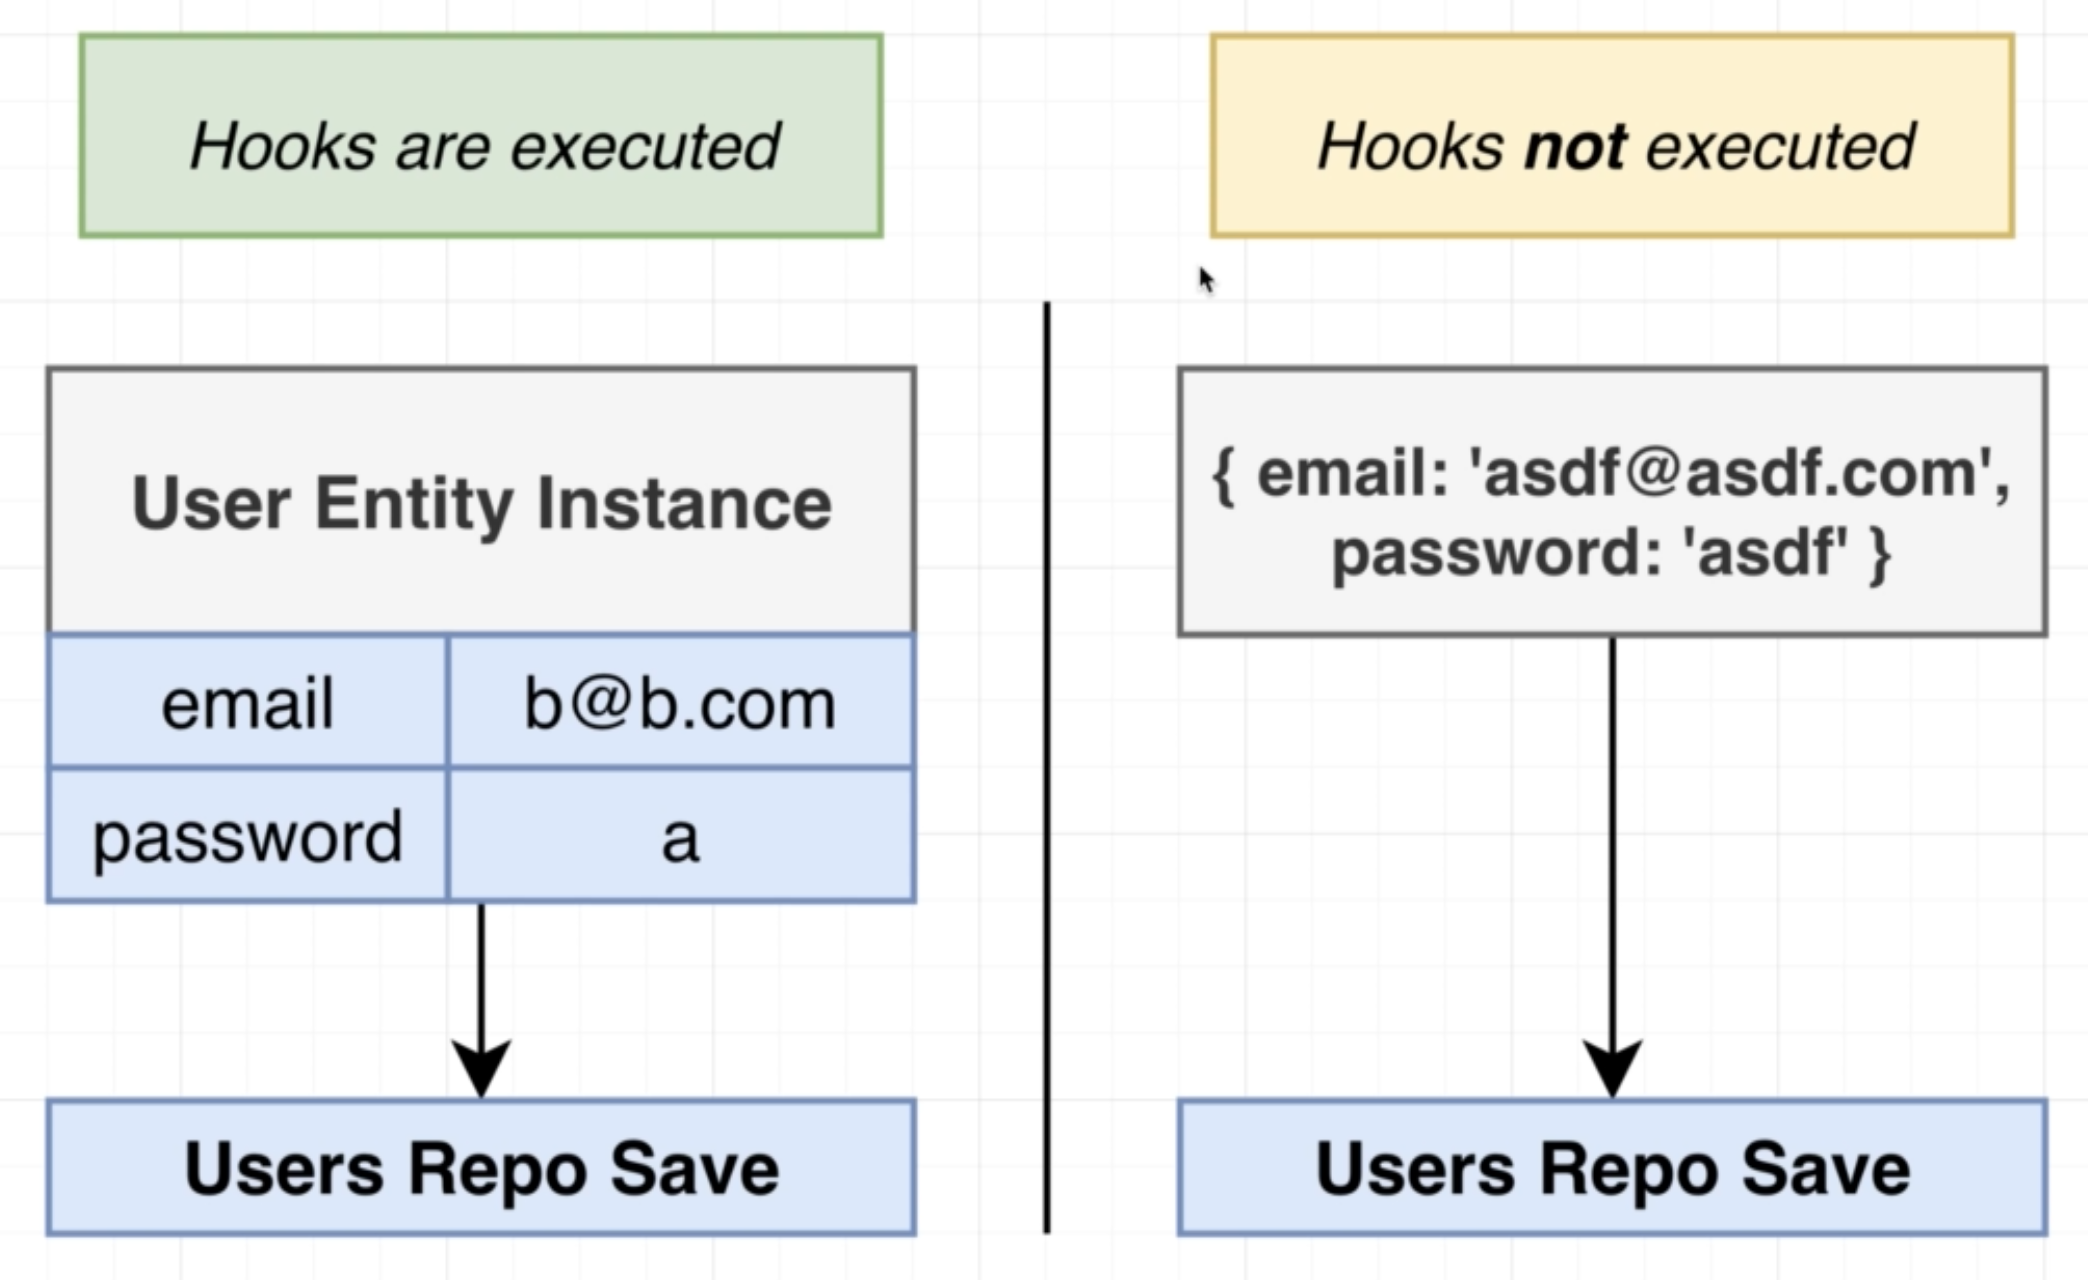 Hooks are executed
Hooks not executed
User Entity Instance
email
b@b.com
password
a
Users Repo Save
{ email: 'asdf@asdf.com',
password: 'asdf' }
Users Repo Save